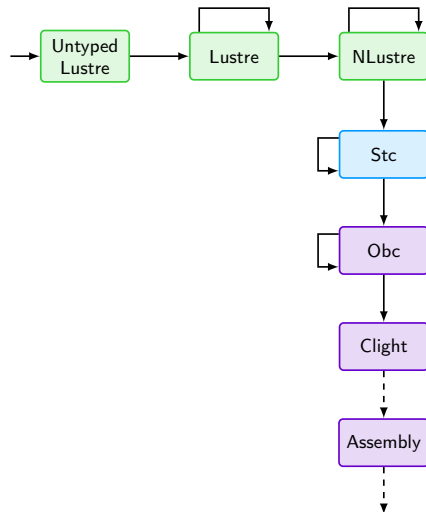 Untyped
Lustre
Lustre
NLustre
Stc
Obc
Clight
Assembly